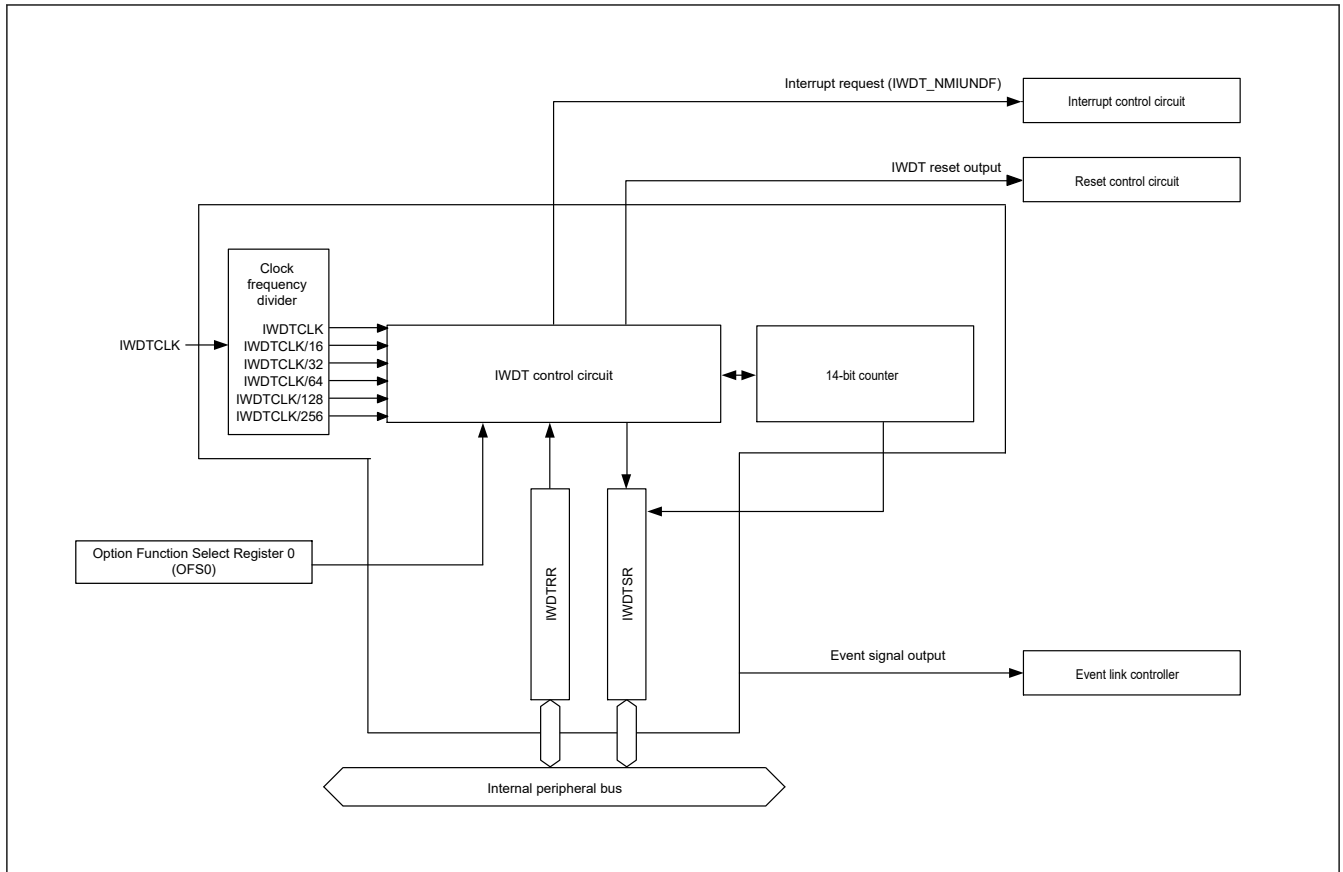 Interrupt request (IWDT_NMIUNDF)
Interrupt control circuit
IWDT reset output
Reset control circuit
Clock
frequency
divider
IWDTCLK
IWDTCLK
IWDTCLK/16
IWDTCLK/32
IWDTCLK/64
IWDTCLK/128
IWDTCLK/256
IWDT control circuit
14-bit counter
Option Function Select Register 0
(OFS0)
IWDTRR
IWDTSR
Event signal output
Event link controller
Internal peripheral bus